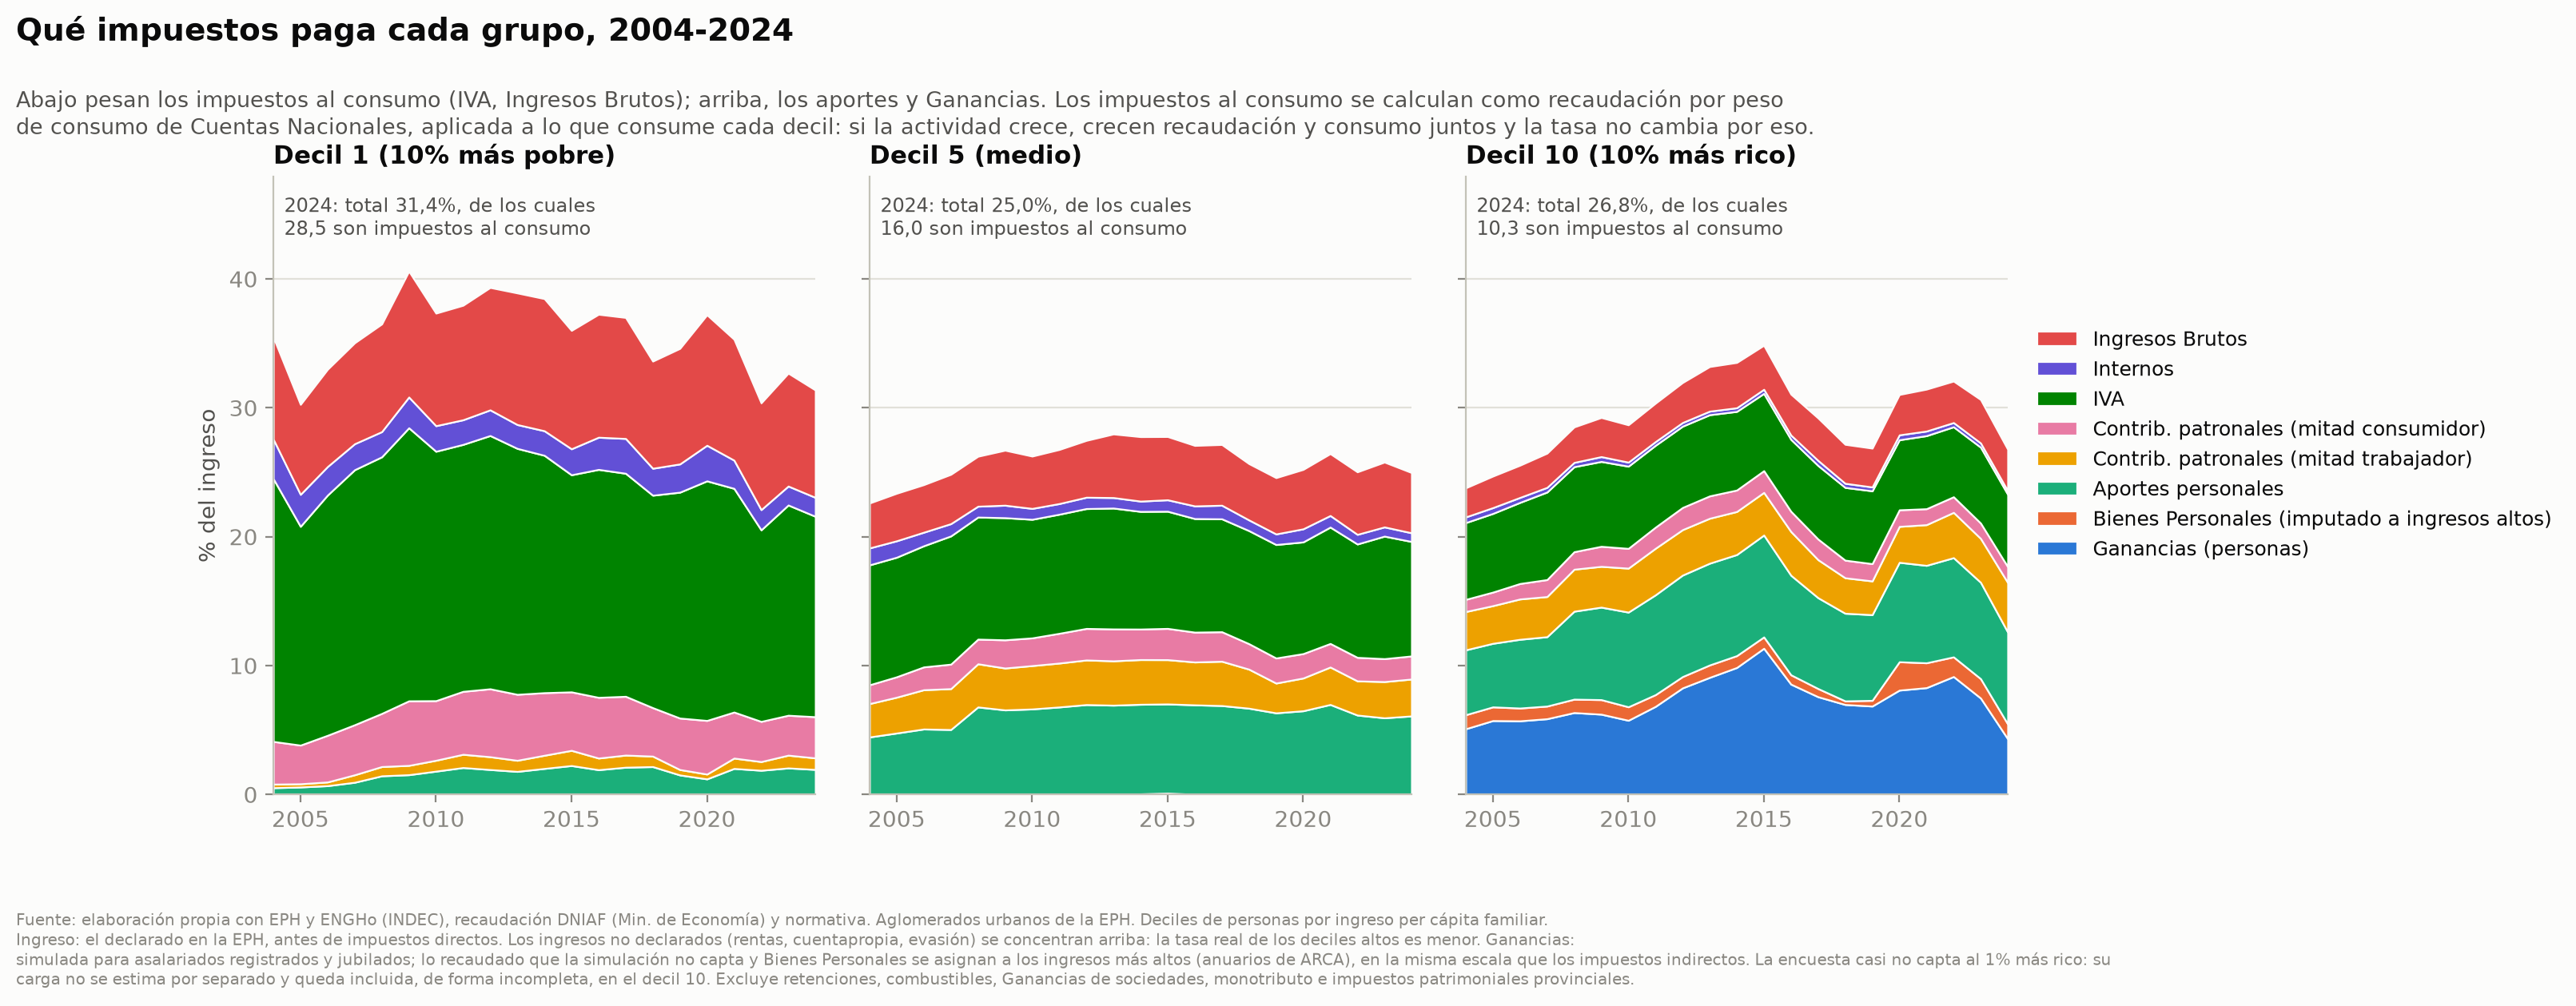 Qué impuestos paga cada grupo, 2004-2024
Abajo pesan los impuestos al consumo (IVA, Ingresos Brutos); arriba, los aportes y Ganancias. Los impuestos al consumo se calculan como recaudación por peso
de consumo de Cuentas Nacionales, aplicada a lo que consume cada decil: si la actividad crece, crecen recaudación y consumo juntos y la tasa no cambia por eso.
Decil 1 (10% más pobre)
2024: total 31,4%, de los cuales
28,5 son impuestos al consumo
Decil 5 (medio)
2024: total 25,0%, de los cuales
16,0 son impuestos al consumo
Decil 10 (10% más rico)
2024: total 26,8%, de los cuales
10,3 son impuestos al consumo
% del ingreso
40
30
20
10
0
2005 2010 2015 2020
2005 2010 2015 2020
2005 2010 2015 2020
Ingresos Brutos
Internos
IVA
Contrib. patronales (mitad consumidor)
Contrib. patronales (mitad trabajador)
Aportes personales
Bienes Personales (imputado a ingresos altos)
Ganancias (personas)
Fuente: elaboración propia con EPH y ENGHo (INDEC), recaudación DNIAF (Min. de Economía) y normativa. Aglomerados urbanos de la EPH. Deciles de personas por ingreso per cápita familiar.
Ingreso: el declarado en la EPH, antes de impuestos directos. Los ingresos no declarados (rentas, cuentapropia, evasión) se concentran arriba: la tasa real de los deciles altos es menor. Ganancias:
simulada para asalariados registrados y jubilados; lo recaudado que la simulación no capta y Bienes Personales se asignan a los ingresos más altos (anuarios de ARCA), en la misma escala que los impuestos indirectos. La encuesta casi no capta al 1% más rico: su
carga no se estima por separado y queda incluida, de forma incompleta, en el decil 10. Excluye retenciones, combustibles, Ganancias de sociedades, monotributo e impuestos patrimoniales provinciales.